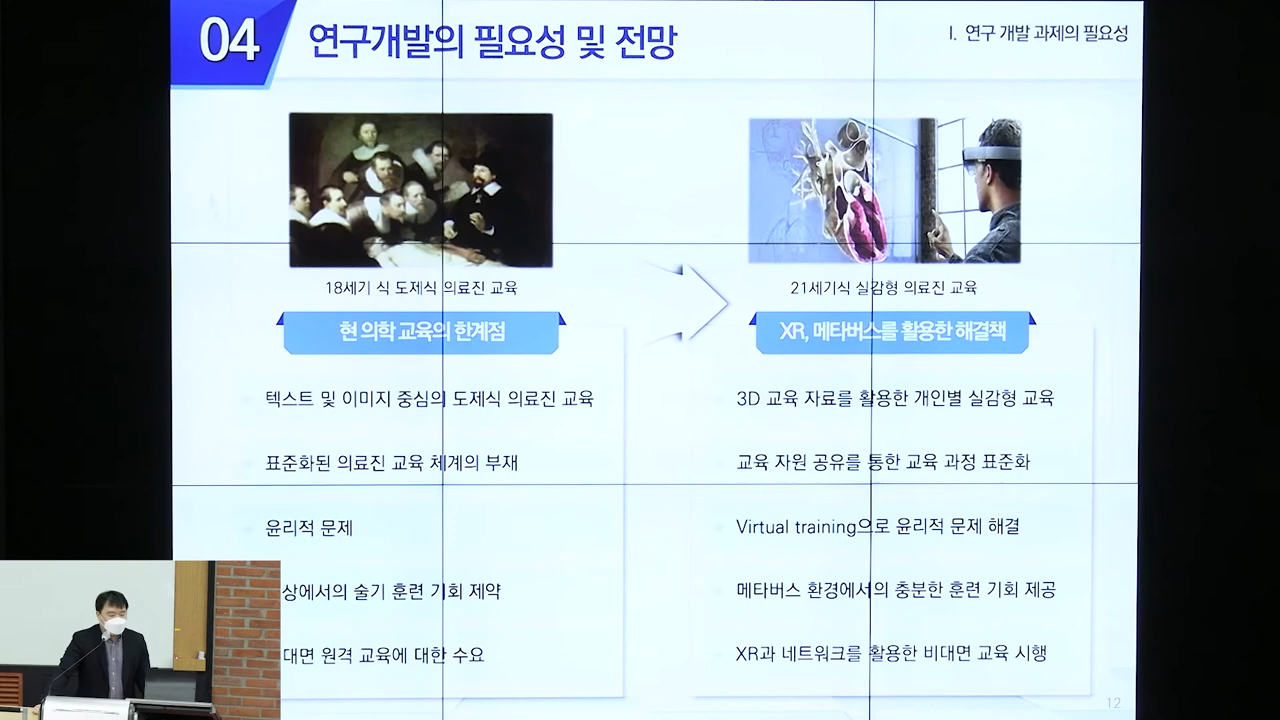 04
연구개발의 필요성 및 전망
I. 연구 개발 과제의 필요성
18세기 식 도제식 의료진 교육
현 의학 교육의 한계점
텍스트 및 이미지 중심의 도제식 의료진 교육
표준화된 의료진 교육 체계의 부재
윤리적 문제
상에서의 술기 훈련 기회 제약
대면 원격 교육에 대한 수요
21세기식 실감형 의료진 교육
XR, 메타버스를 활용한 해결책
3D 교육 자료를 활용한 개인별 실감형 교육
교육 자원 공유를 통한 교육 과정 표준화
Virtual training으로 윤리적 문제 해결
메타버스 환경에서의 충분한 훈련 기회 제공
XR과 네트워크를 활용한 비대면 교육 시행
12